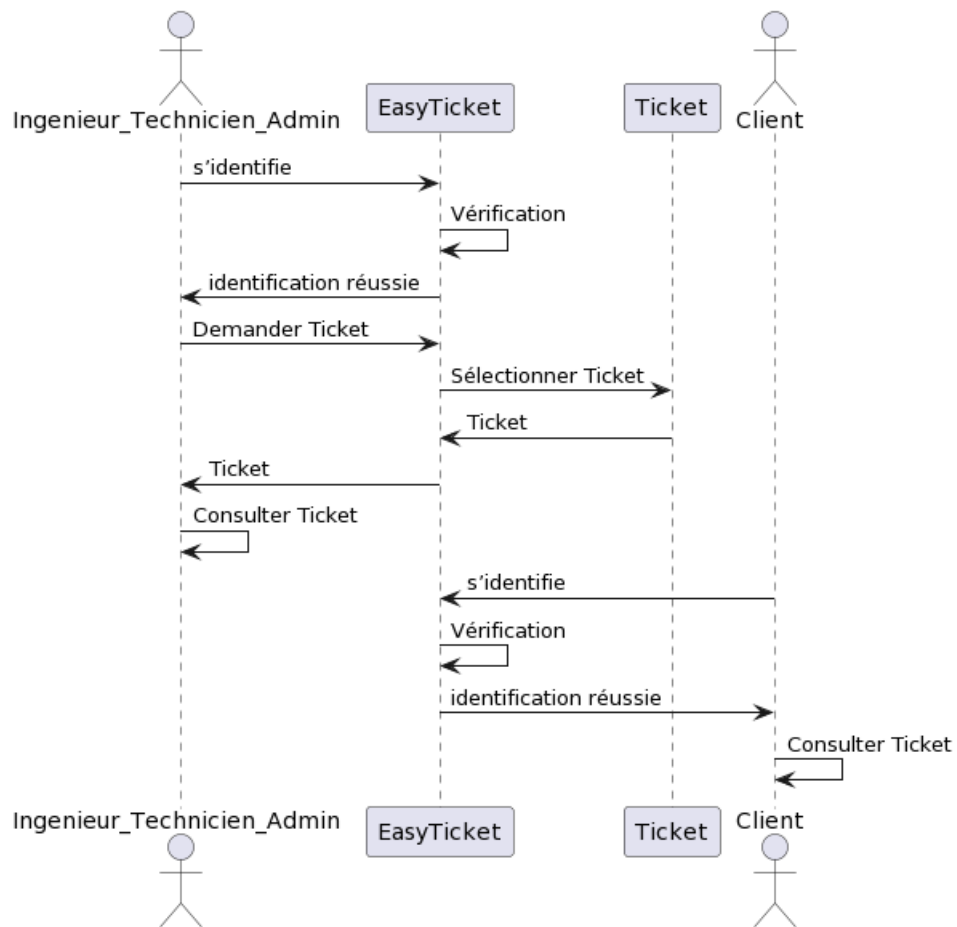 Ingenieur_Technicien_Admin
EasyTicket
Ticket
Client
s’identifie
Vérification
identification réussie
Demander Ticket
Sélectionner Ticket
Ticket
Ticket
Consulter Ticket
s’identifie
Vérification
identification réussie
Consulter Ticket
Ingenieur_Technicien_Admin
EasyTicket
Ticket
Client